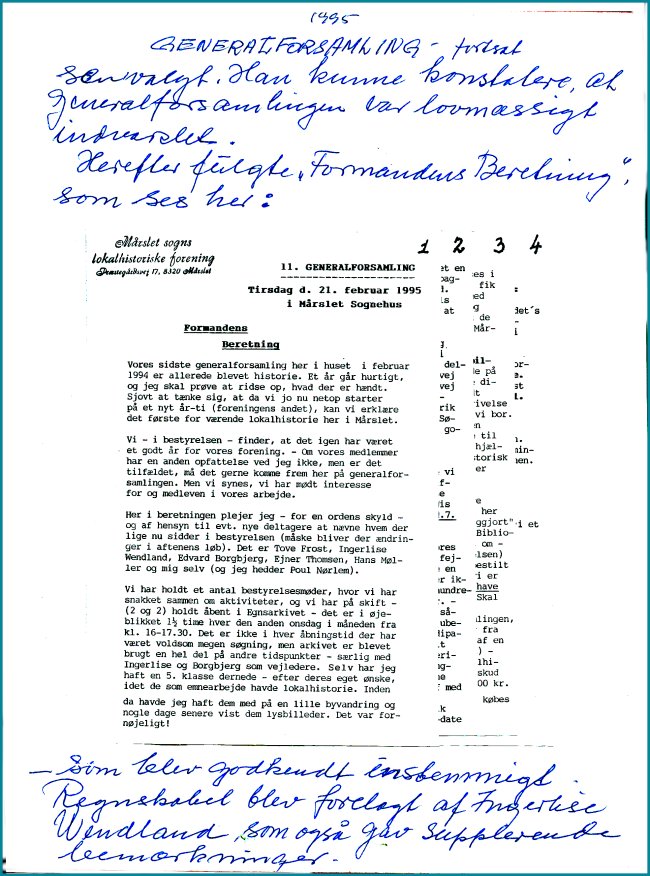 1995
GENERALFORSAMLING - fortsat
genvalgt. Han kunne konstatere, at
generalforsamlingen var lovmæssigt
indvarslet.
Herefter fulgte „Formandens Beretning",
som ses her:
Mårslet sogns
lokalhistoriske forening
Præstegårdsvej 17, 8320 Mårslet
1 2 3 4
11. GENERALFORSAMLING
Tirsdag d. 21. februar 1995
i Mårslet Sognehus
Formandens
Beretning
Vores sidste generalforsamling her i huset i februar
1994 er allerede blevet historie. Et år går hurtigt,
og jeg skal prøve at ridse op, hvad der er hændt.
Sjovt at tænke sig, at da vi jo nu netop starter
på et nyt år-ti (foreningens andet), kan vi erklære
det første for værende lokalhistorie her i Mårslet.
Vi - i bestyrelsen - finder, at det igen har været
et godt år for vores forening. - Om vores medlemmer
har en anden opfattelse ved jeg ikke, men er det
tilfældet, må det gerne komme frem her på generalfor-
samlingen. Men vi synes, vi har mødt interesse
for og medleven i vores arbejde.
Her i beretningen plejer jeg - for en ordens skyld -
og af hensyn til evt. nye deltagere at nævne hvem der
lige nu sidder i bestyrelsen (måske bliver der ændrin-
ger i aftenens løb). Det er Tove Frost, Ingerlise
Wendland, Edvard Borgbjerg, Ejner Thomsen, Hans Møl-
ler og mig selv (og jeg hedder Poul Nørlem).
Vi har holdt et antal bestyrelsesmøder, hvor vi har
snakket sammen om aktiviteter, og vi har på skift -
(2 og 2) holdt åbent i Egnsarkivet - det er i øje-
blikket 1½ time hver den anden onsdag i måneden fra
kl. 16-17.30. Det er ikke i hver åbningstid der har
været voldsom megen søgning, men arkivet er blevet
brugt en hel del på andre tidspunkter - særlig med
Ingerlise og Borgbjerg som vejledere. Selv har jeg
haft en 5. klasse dernede - efter deres eget ønske,
idet de som emnearbejde havde lokalhistorie. Inden
da havde jeg haft dem med på en lille byvandring og
nogle dage senere vist dem lysbilleder. Det var for-
nøjeligt!
- som blev godkendt enstemmigt.
Regnskabet blev forelagt af Ingerlise
Wendland, som også gav supplerende
bemærkninger.-